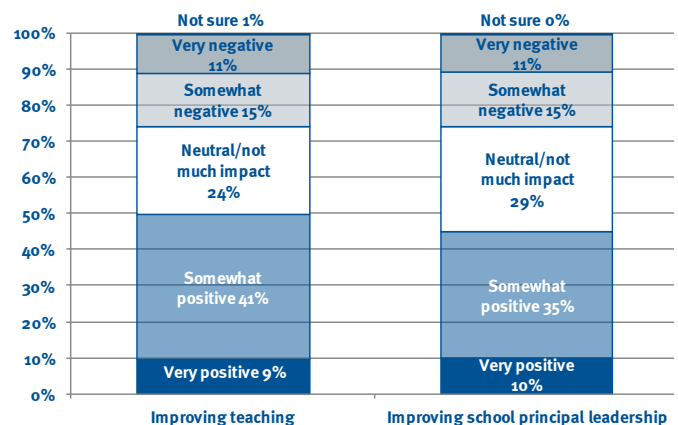 Not sure 1%
Not sure 0%
100%
90%
80%
70%
60%
50%
40%
30%
20%
10%
0%
Very negative
11%
Somewhat
negative 15%
Neutral/not
much impact
24%
Somewhat
positive 41%
Very positive 9%
Very negative
11%
Somewhat
negative 15%
Neutral/not
much impact
29%
Somewhat
positive 35%
Very positive
10%
Improving teaching
Improving school principal leadership